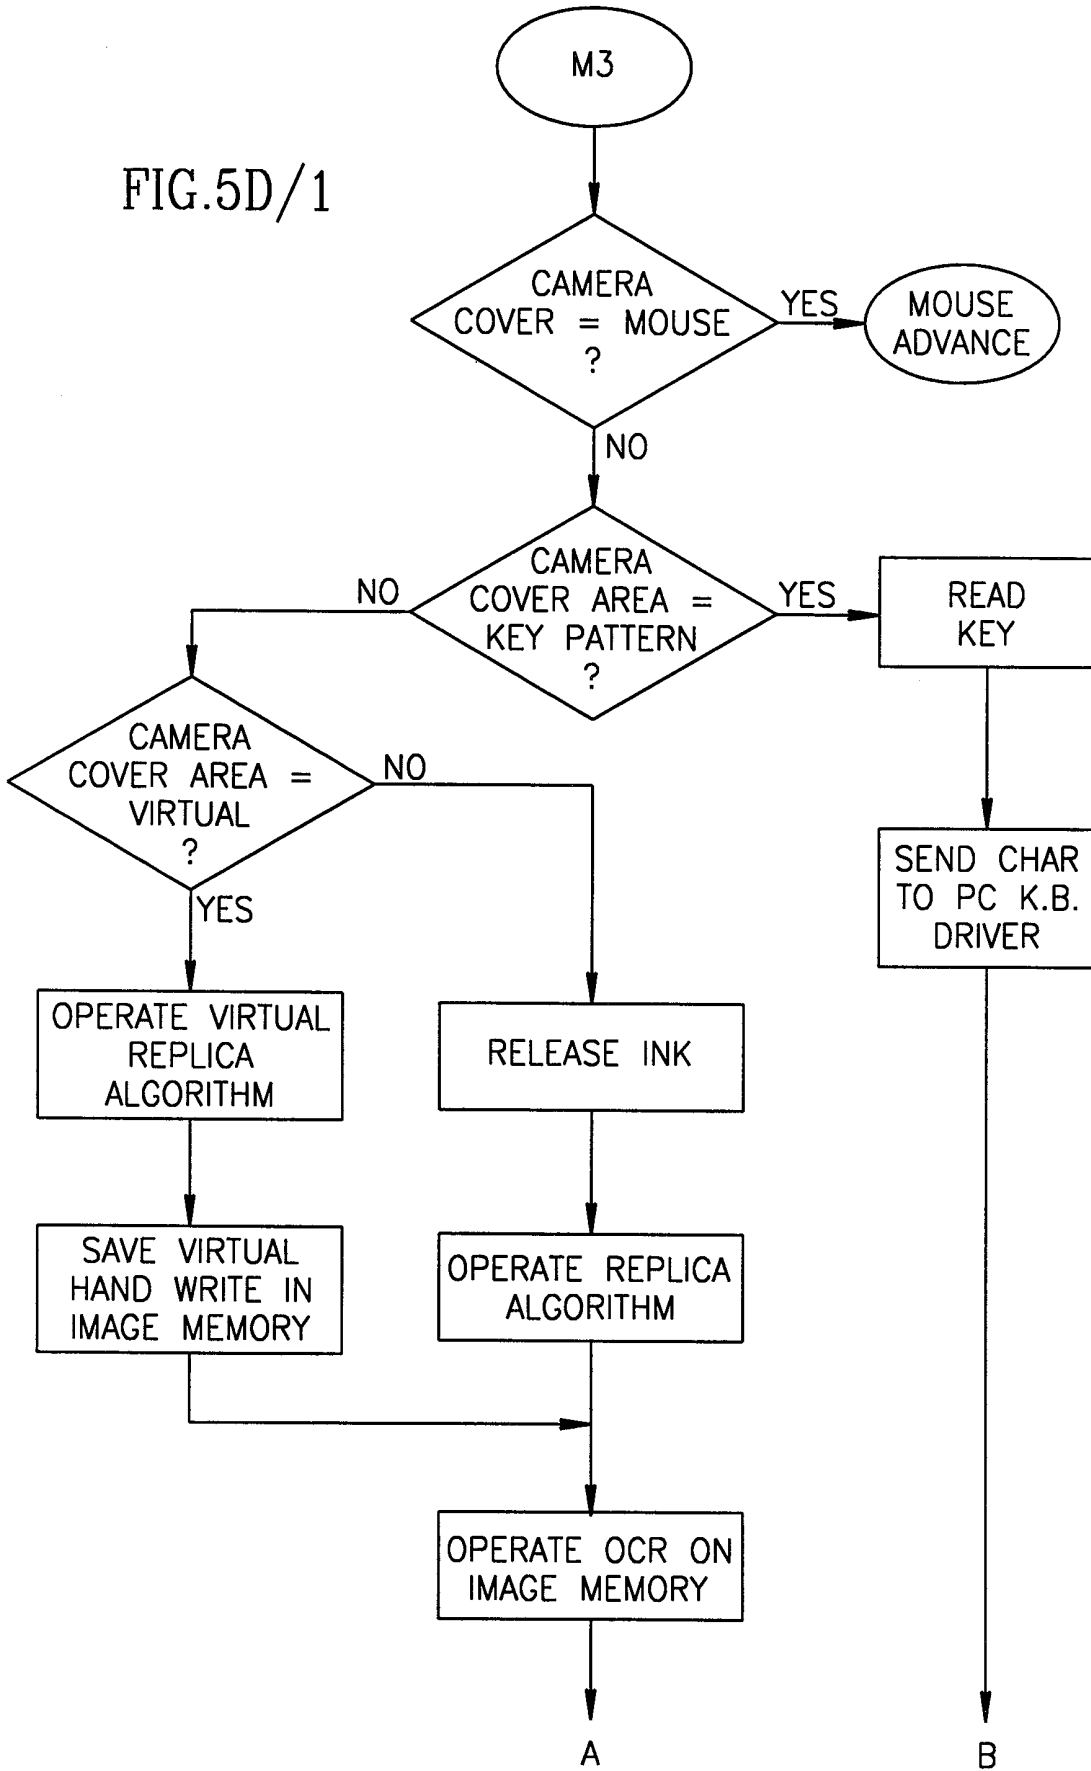 M3
FIG.5D/1
CAMERA
COVER = MOUSE
?
YES
MOUSE
ADVANCE
NO
CAMERA
COVER AREA =
KEY PATTERN
?
YES
READ
KEY
NO
CAMERA
COVER AREA =
VIRTUAL
?
NO
YES
SEND CHAR
TO PC K.B.
DRIVER
OPERATE VIRTUAL
REPLICA
ALGORITHM
RELEASE INK
SAVE VIRTUAL
HAND WRITE IN
IMAGE MEMORY
OPERATE REPLICA
ALGORITHM
OPERATE OCR ON
IMAGE MEMORY
A
B